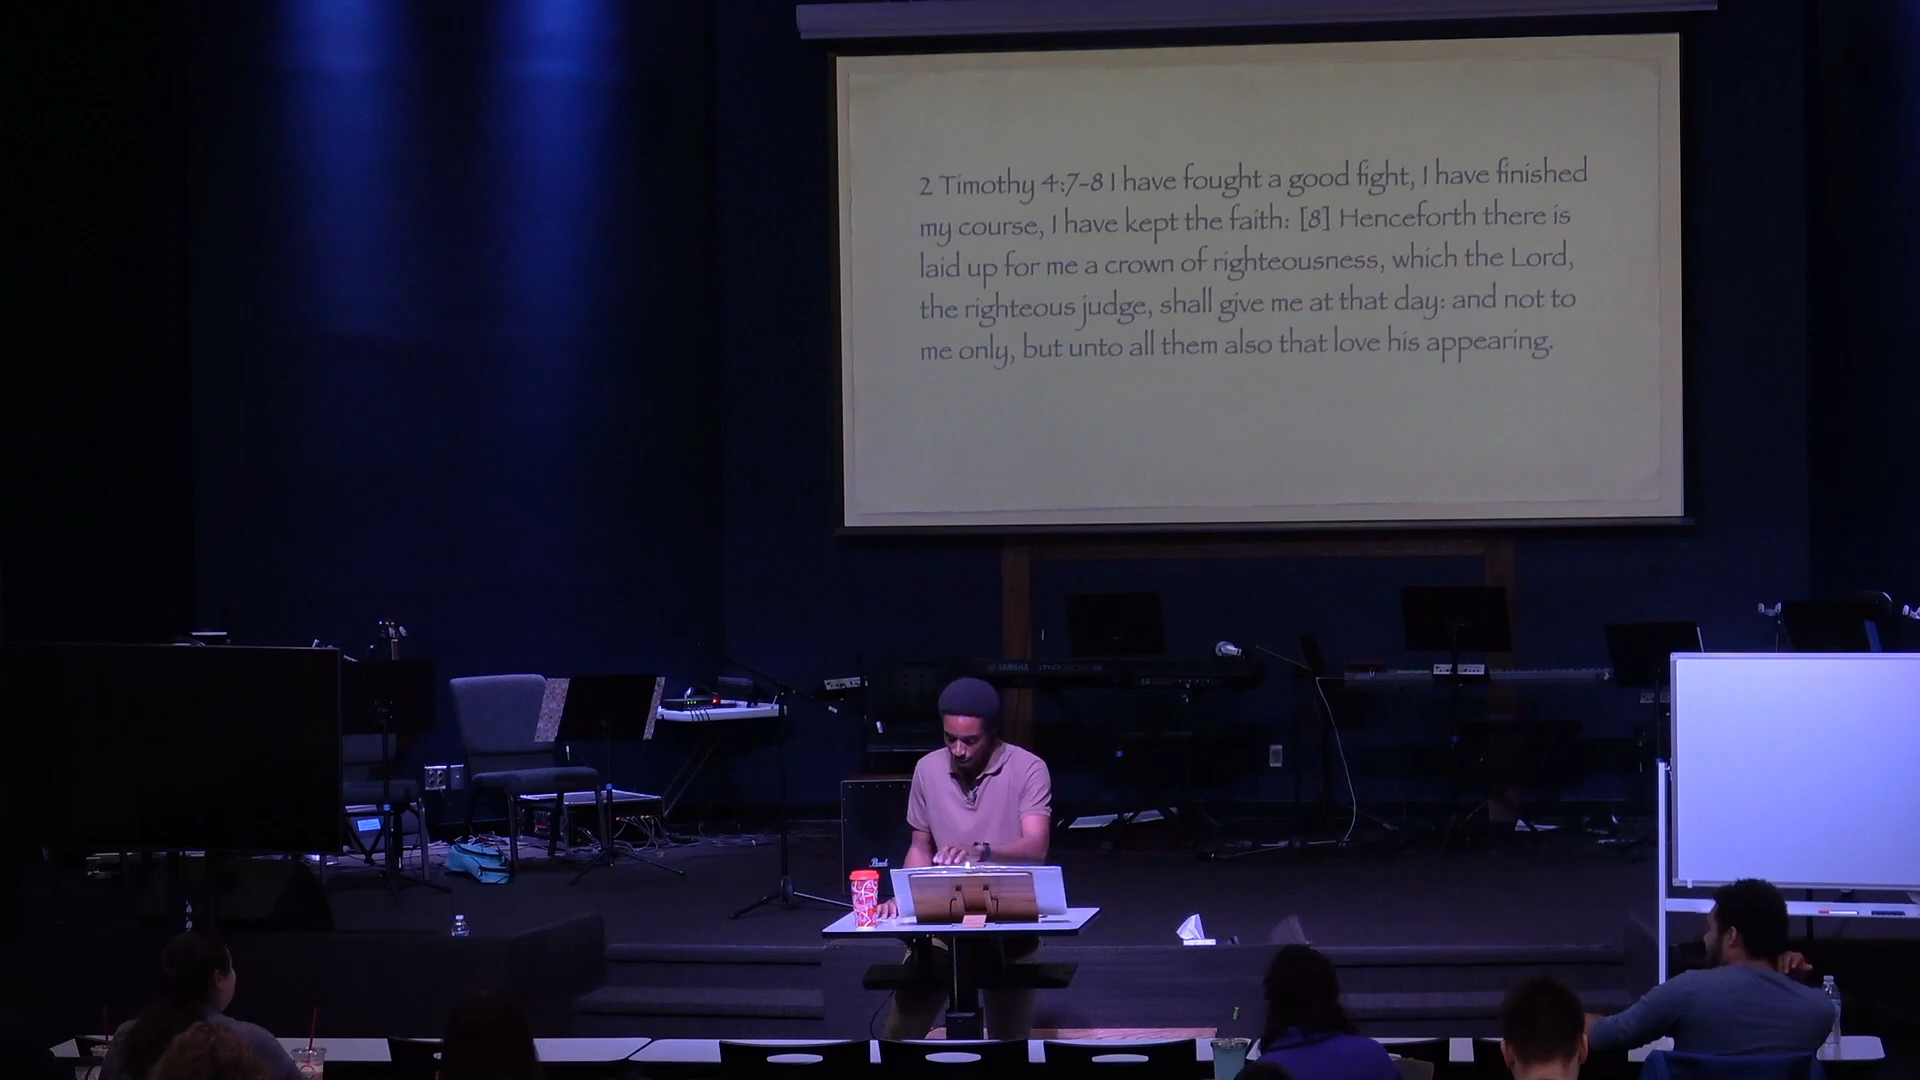 2 Timothy 4:7-8 I have fought a good fight, I have finished
my course, I have kept the faith: [8] Henceforth there is
laid up for me a crown of righteousness, which the Lord,
the righteous judge, shall give me at that day: and not to
me only, but unto all them also that love his appearing.
YAMAHA
Pearl